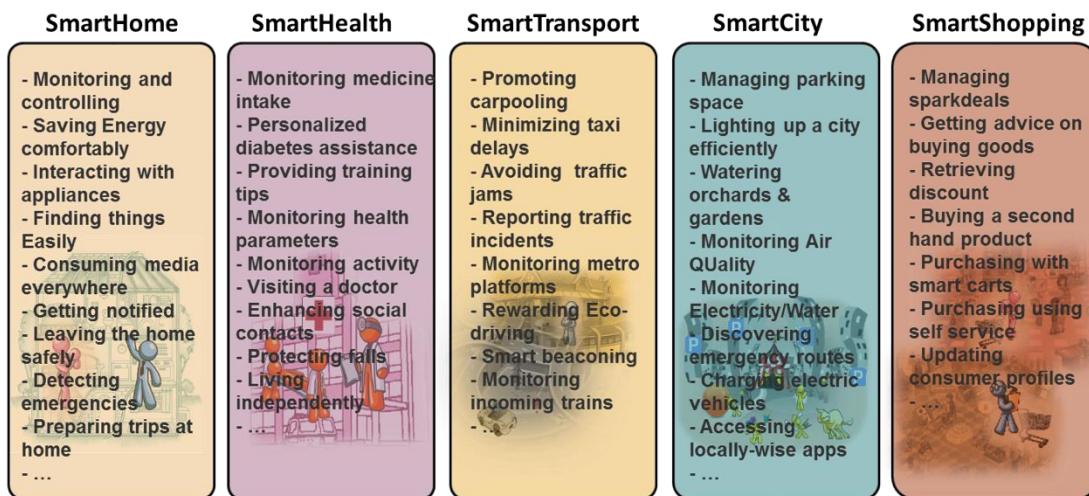 SmartHome
- Monitoring and
controlling
- Saving Energy
comfortably
- Interacting with
appliances
- Finding things
Easily
- Consuming media
everywhere
- Getting notified
- Leaving the home
safely
- Detecting
emergencies
- Preparing trips at
home
- ...
SmartHealth
- Monitoring medicine
intake
- Personalized
diabetes assistance
- Providing training
tips
- Monitoring health
parameters
- Monitoring activity
- Visiting a doctor
- Enhancing social
contacts
- Protecting falls
- Living
independently
- ...
SmartTransport
- Promoting
carpooling
- Minimizing taxi
delays
- Avoiding traffic
jams
- Reporting traffic
incidents
- Monitoring metro
platforms
- Rewarding Eco-
driving
- Smart beaconing
- Monitoring
incoming trains
- ...
SmartCity
- Managing parking
space
- Lighting up a city
efficiently
- Watering
orchards &
gardens
- Monitoring Air
QUality
- Monitoring
Electricity/Water
- Discovering
emergency routes
- Charging electric
vehicles
- Accessing
locally-wise apps
- ...
P
P
P
SmartShopping
- Managing
sparkdeals
- Getting advice on
buying goods
- Retrieving
discount
- Buying a second
hand product
- Purchasing with
smart carts
- Purchasing using
self service
- Updating
consumer profiles
- ...